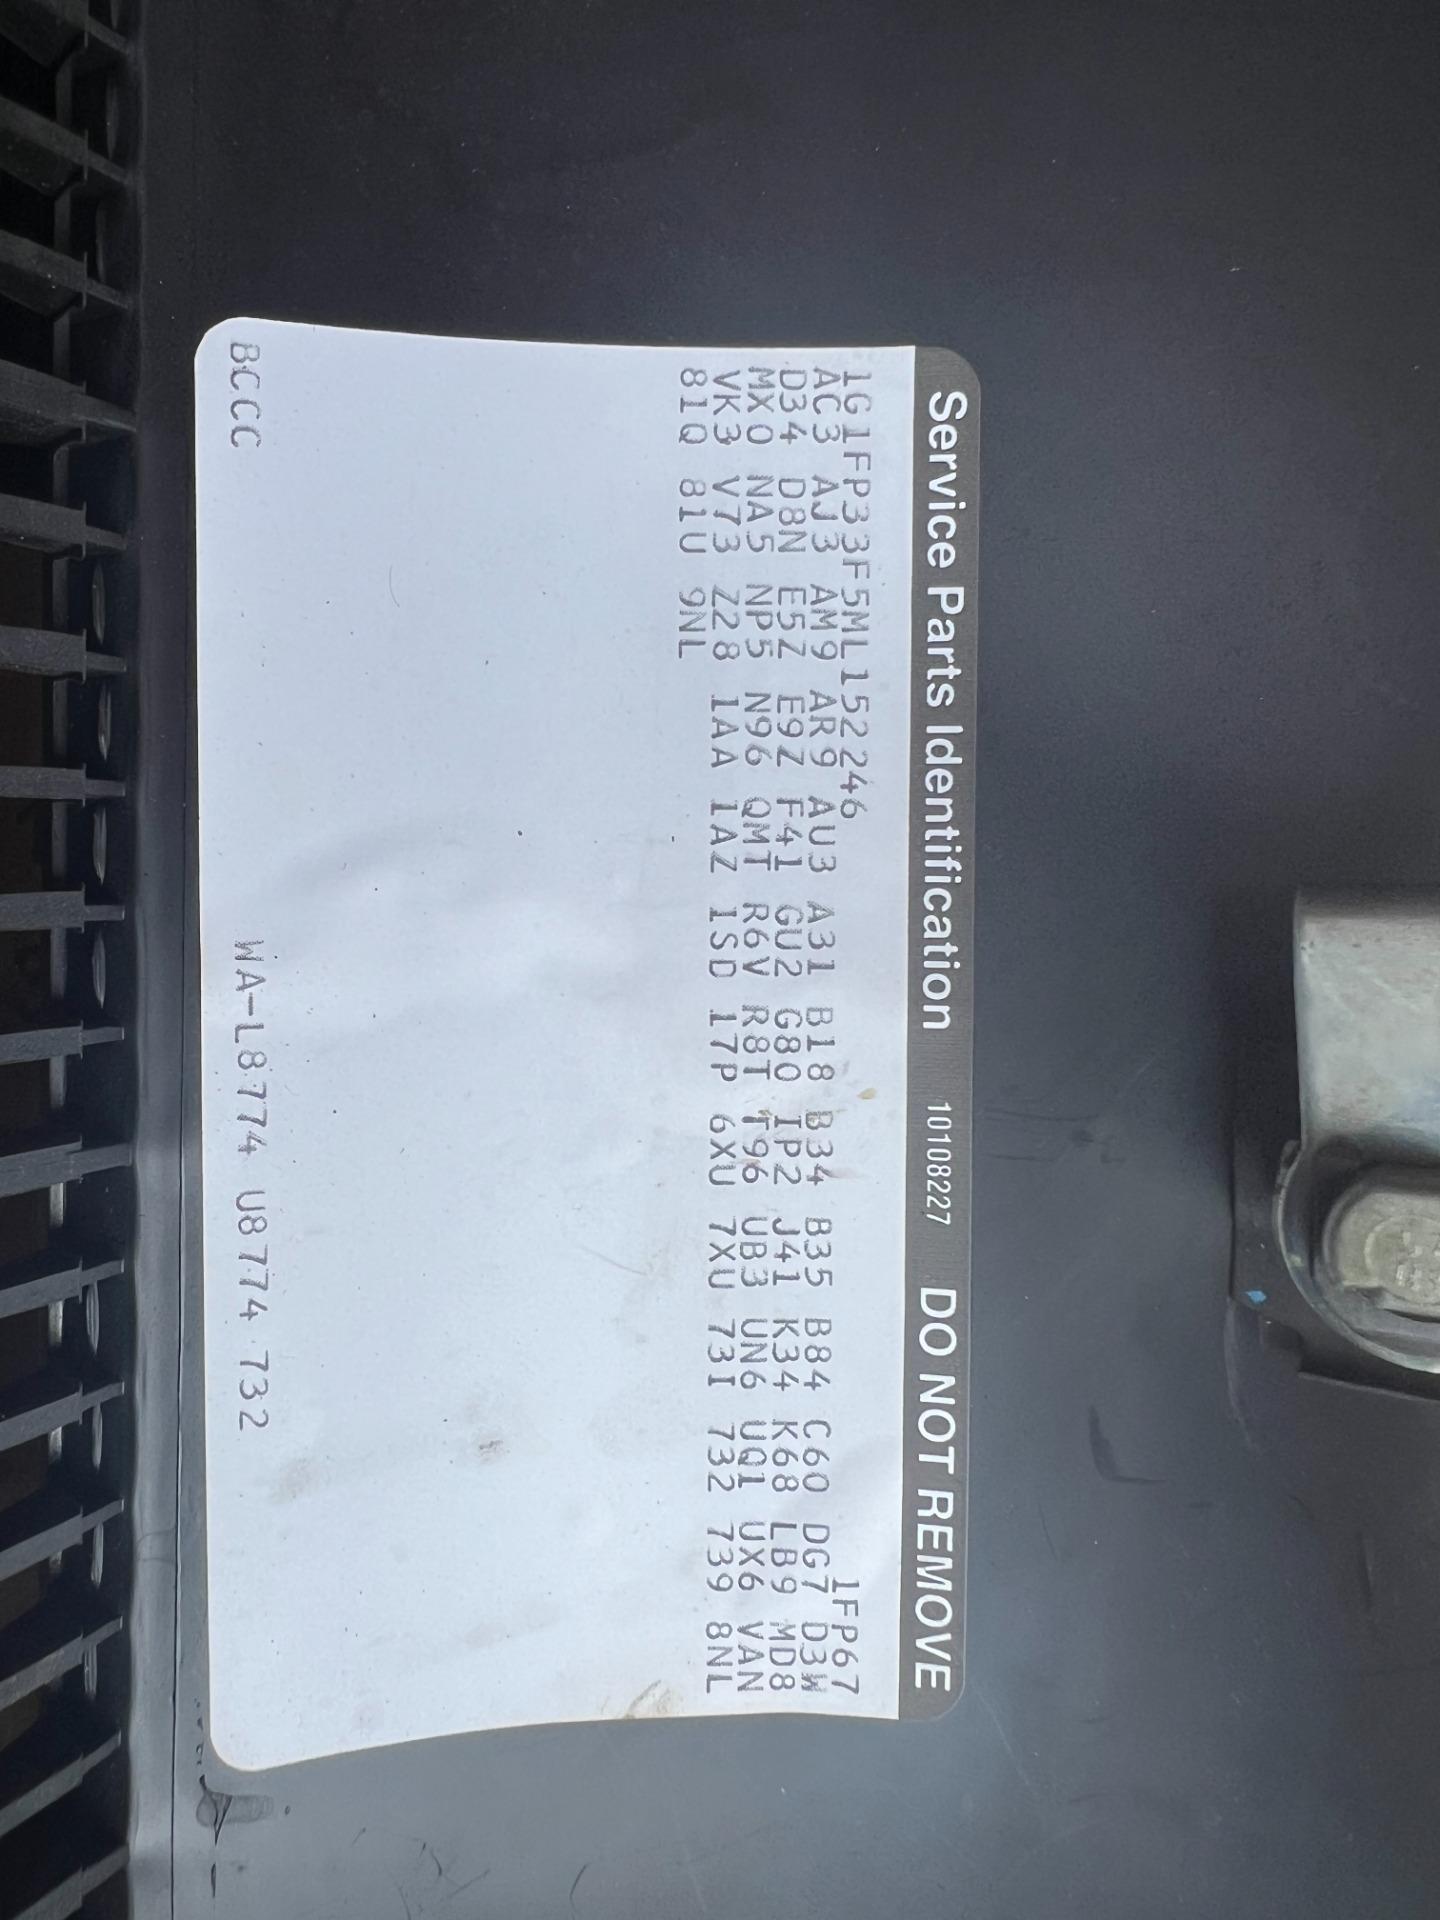 Service Parts Identification 10108227 DO NOT REMOVE
1G1FP33F5ML152246 1FP67
AC3 AJ3 AM9 AR9 AU3 A31 B18 B34 B35 B84 C60 DG7 D3W
D34 D8N E5Z E9Z F41 GU2 G80 IP2 J41 K34 K68 LB9 MD8
MX0 NA5 NP5 N96 QMT R6V R8T T96 UB3 UN6 UQ1 UX6 VAN
VK3 V73 Z28 1AA 1AZ 1SD 17P 6XU 7XU 73I 732 739 8NL
81Q 81U 9NL
BCCC WA-L8774 U8774 732